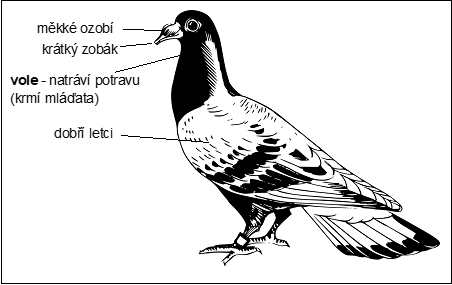 měkké ozobí
krátký zobák
vole - natráví potravu
(krmí mláďata)
dobří letci